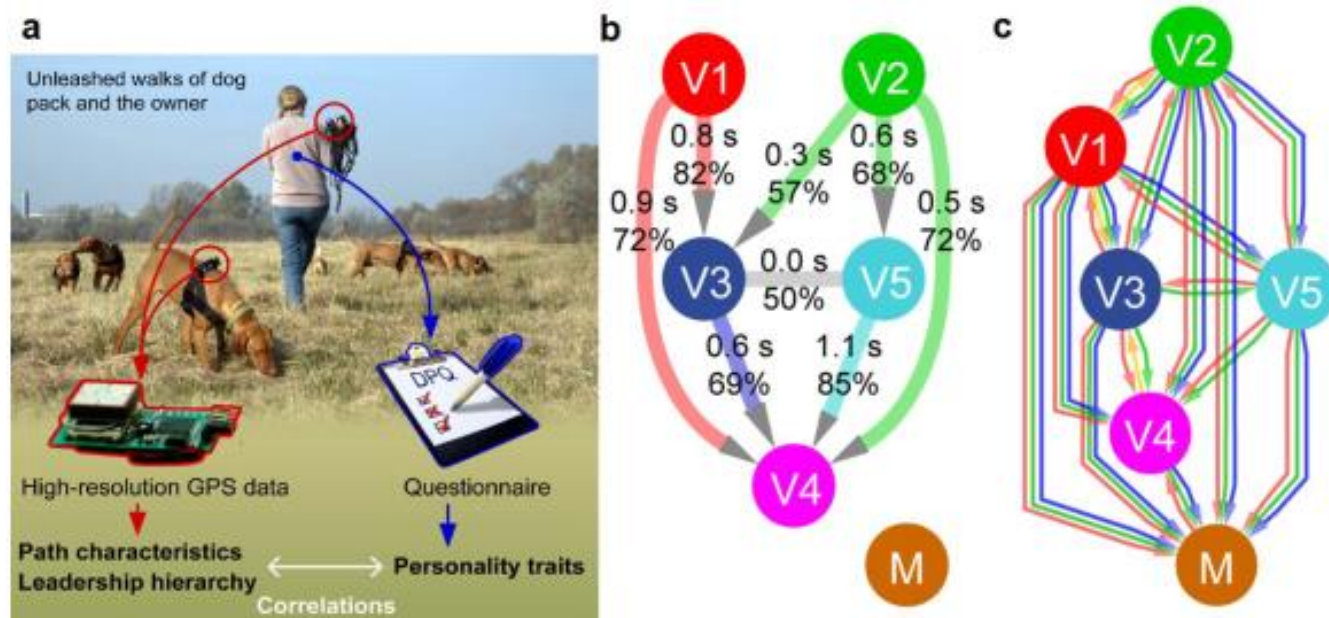 a
Unleashed walks of dog
pack and the owner
DPQ
High-resolution GPS data
Questionnaire
Path characteristics
Leadership hierarchy
Personality traits
Correlations
b
V1
V2
0.8 s
82%
0.3 s
57%
0.6 s
68%
0.9 s
72%
0.5 s
72%
V3
0.0 s
50%
V5
0.6 s
69%
1.1 s
85%
V4
M
c
V2
V1
V3
V5
V4
M